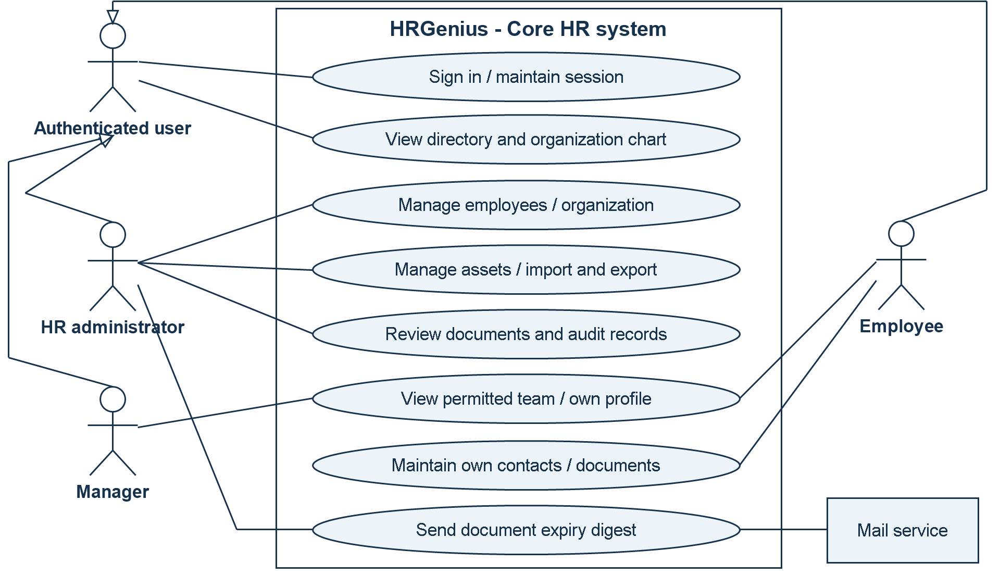 HRGenius - Core HR system
Sign in / maintain session
Authenticated user
View directory and organization chart
Manage employees / organization
Manage assets / import and export
HR administrator
Employee
Review documents and audit records
View permitted team / own profile
Maintain own contacts / documents
Manager
Send document expiry digest
Mail service